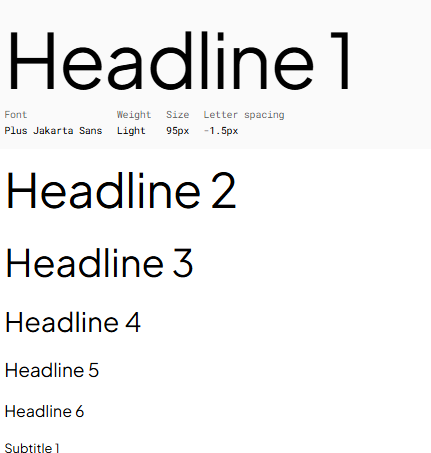 Headline 1
Font Weight Size Letter spacing
Plus Jakarta Sans Light 95px -1.5px
Headline 2
Headline 3
Headline 4
Headline 5
Headline 6
Subtitle 1